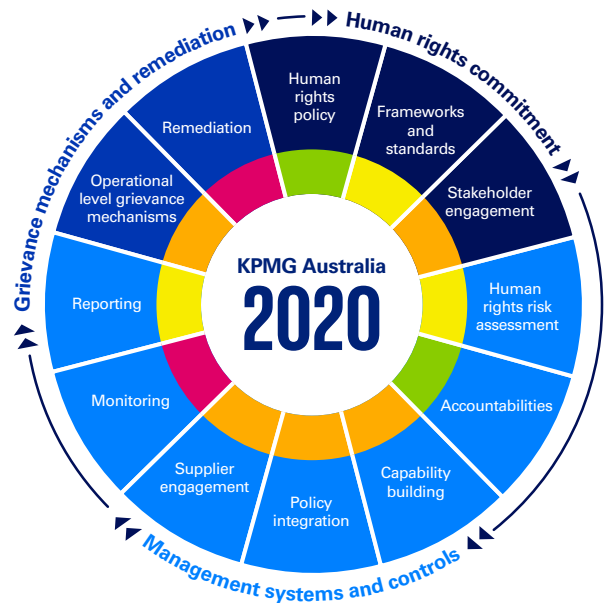 Human rights commitment
Human
rights
policy
Frameworks
and
standards
Stakeholder
engagement
Human
rights risk
assessment
Accountabilities
Capability
building
Policy
integration
Supplier
engagement
Monitoring
Reporting
Operational
level grievance
mechanisms
Remediation
Management systems and controls
Grievance mechanisms and remediation
KPMG Australia
2020